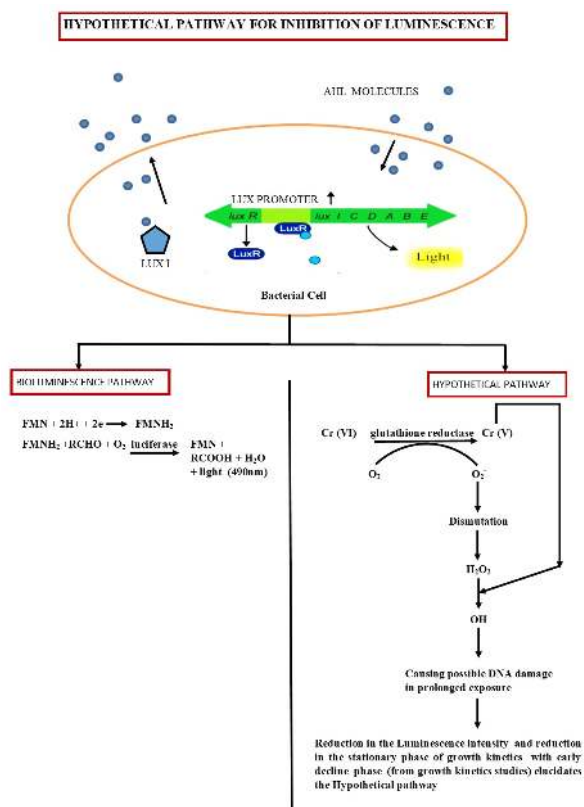 HYPOTHETICAL PATHWAY FOR INHIBITION OF LUMINESCENCE
AHL MOLECULES
LUX PROMOTER
lux R lux I C D A B E
LuxR
LuxR
LUX I
Light
Bacterial Cell
BIOLUMINESCENCE PATHWAY
FMN + 2H+ + 2e → FMNH₂
FMNH₂ +RCHO + O₂ luciferase → FMN +
RCOOH + H₂O
+ light (490nm)
HYPOTHETICAL PATHWAY
Cr (VI) glutathione reductase Cr (V)
O₂ O₂⁻
Dismutation
H₂O₂
OH
Causing possible DNA damage
in prolonged exposure
Reduction in the Luminescence intensity and reduction
in the stationary phase of growth kinetics with early
decline phase (from growth kinetics studies) elucidates
the Hypothetical pathway